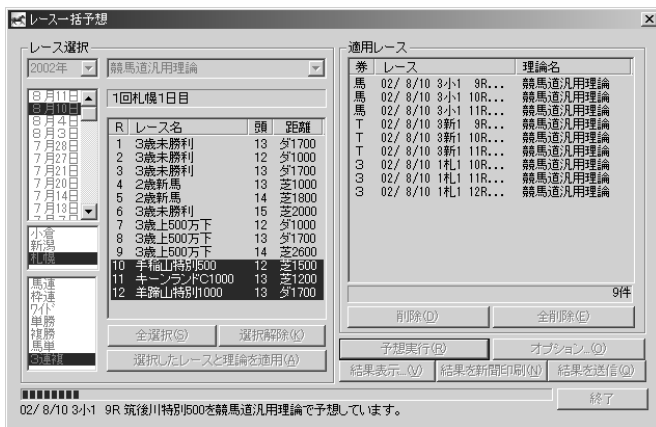 レース一括予想
レース選択
2002年
競馬道汎用理論
8月11日
8月10日
8月4日
8月3日
7月28日
7月27日
7月21日
7月20日
7月14日
7月13日
7月7日
小倉
新潟
札幌
馬連
枠連
ワイド
単勝
複勝
馬単
3連複
1回札幌1日目
R レース名 頭 距離
1 3歳未勝利 13 ダ1700
2 3歳未勝利 12 ダ1000
3 3歳未勝利 13 ダ1700
4 2歳新馬 13 芝1000
5 2歳新馬 14 芝1800
6 3歳未勝利 15 芝2000
7 3歳上500万下 12 ダ1000
8 3歳上500万下 13 ダ1700
9 3歳上500万下 14 芝2600
10 手稲山特別500 12 芝1500
11 キーンランドC1000 13 芝1200
12 羊蹄山特別1000 13 ダ1700
全選択(S)
選択解除(K)
選択したレースと理論を適用(A)
適用レース
券 レース 理論名
馬 02/ 8/10 3小1 9R... 競馬道汎用理論
馬 02/ 8/10 3小1 10R... 競馬道汎用理論
馬 02/ 8/10 3小1 11R... 競馬道汎用理論
T 02/ 8/10 3新1 9R... 競馬道汎用理論
T 02/ 8/10 3新1 10R... 競馬道汎用理論
T 02/ 8/10 3新1 11R... 競馬道汎用理論
3 02/ 8/10 1札1 10R... 競馬道汎用理論
3 02/ 8/10 1札1 11R... 競馬道汎用理論
3 02/ 8/10 1札1 12R... 競馬道汎用理論
9件
削除(D)
全削除(E)
予想実行(R)
オプション...(O)
結果表示...(V)
結果を新聞印刷(N)
結果を送信(Q)
終了
02/ 8/10 3小1 9R 筑後川特別500を競馬道汎用理論で予想しています。